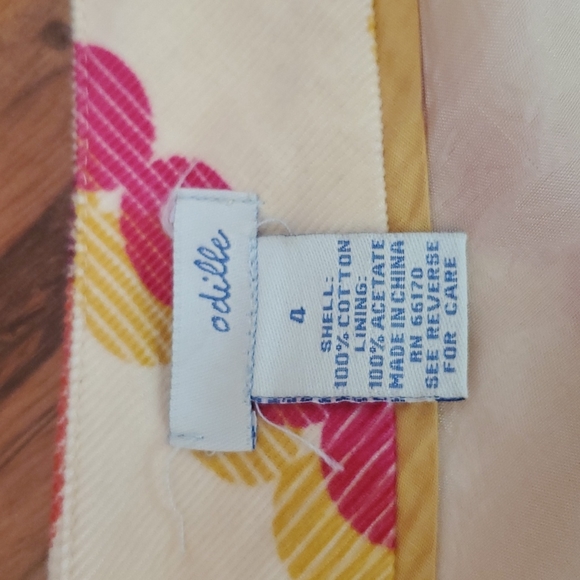 odille
4
SHELL:
100% COTTON
LINING:
100% ACETATE
MADE IN CHINA
RN 66170
SEE REVERSE
FOR CARE